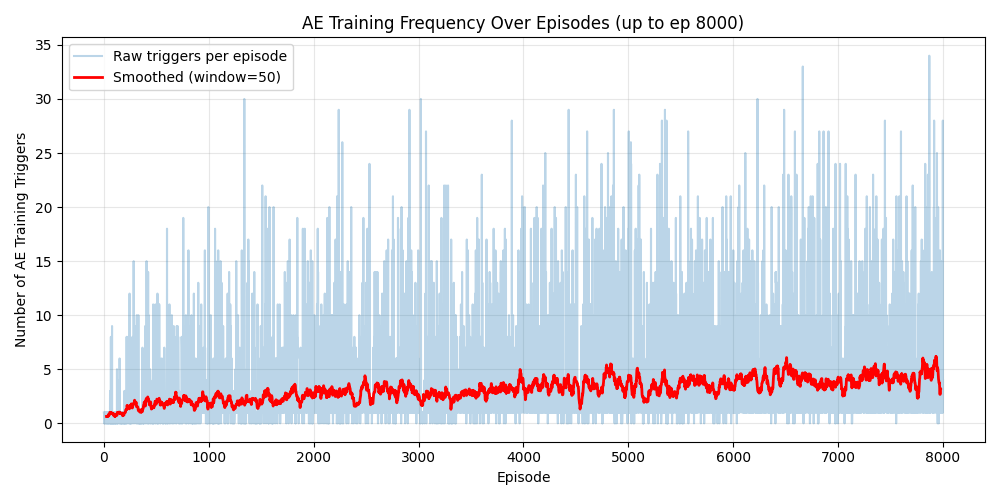 AE Training Frequency Over Episodes (up to ep 8000)
Raw triggers per episode
Smoothed (window=50)
Number of AE Training Triggers
35
30
25
20
15
10
5
0
0 1000 2000 3000 4000 5000 6000 7000 8000
Episode